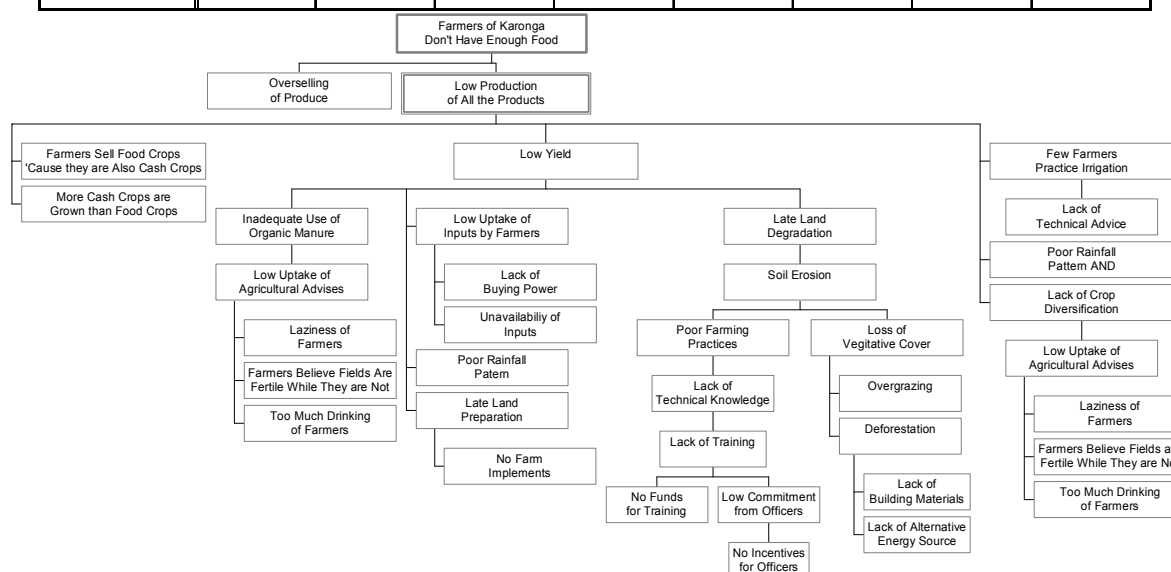 Farmers of Karonga
Don't Have Enough Food
Overselling
of Produce
Low Production
of All the Products
Farmers Sell Food Crops
'Cause they are Also Cash Crops
More Cash Crops are
Grown than Food Crops
Low Yield
Inadequate Use of
Organic Manure
Low Uptake of
Agricultural Advises
Laziness of
Farmers
Farmers Believe Fields Are
Fertile While They are Not
Too Much Drinking
of Farmers
Low Uptake of
Inputs by Farmers
Lack of
Buying Power
Unavailabiliy of
Inputs
Poor Rainfall
Patern
Late Land
Preparation
No Farm
Implements
Late Land
Degradation
Soil Erosion
Poor Farming
Practices
Lack of
Technical Knowledge
Lack of Training
No Funds
for Training
Low Commitment
from Officers
No Incentives
for Officers
Loss of
Vegitative Cover
Overgrazing
Deforestation
Lack of
Building Materials
Lack of Alternative
Energy Source
Few Farmers
Practice Irrigation
Lack of
Technical Advice
Poor Rainfall
Pattern AND
Lack of Crop
Diversification
Low Uptake of
Agricultural Advises
Laziness of
Farmers
Farmers Believe Fields
Fertile While They are
Too Much Drinking
of Farmers